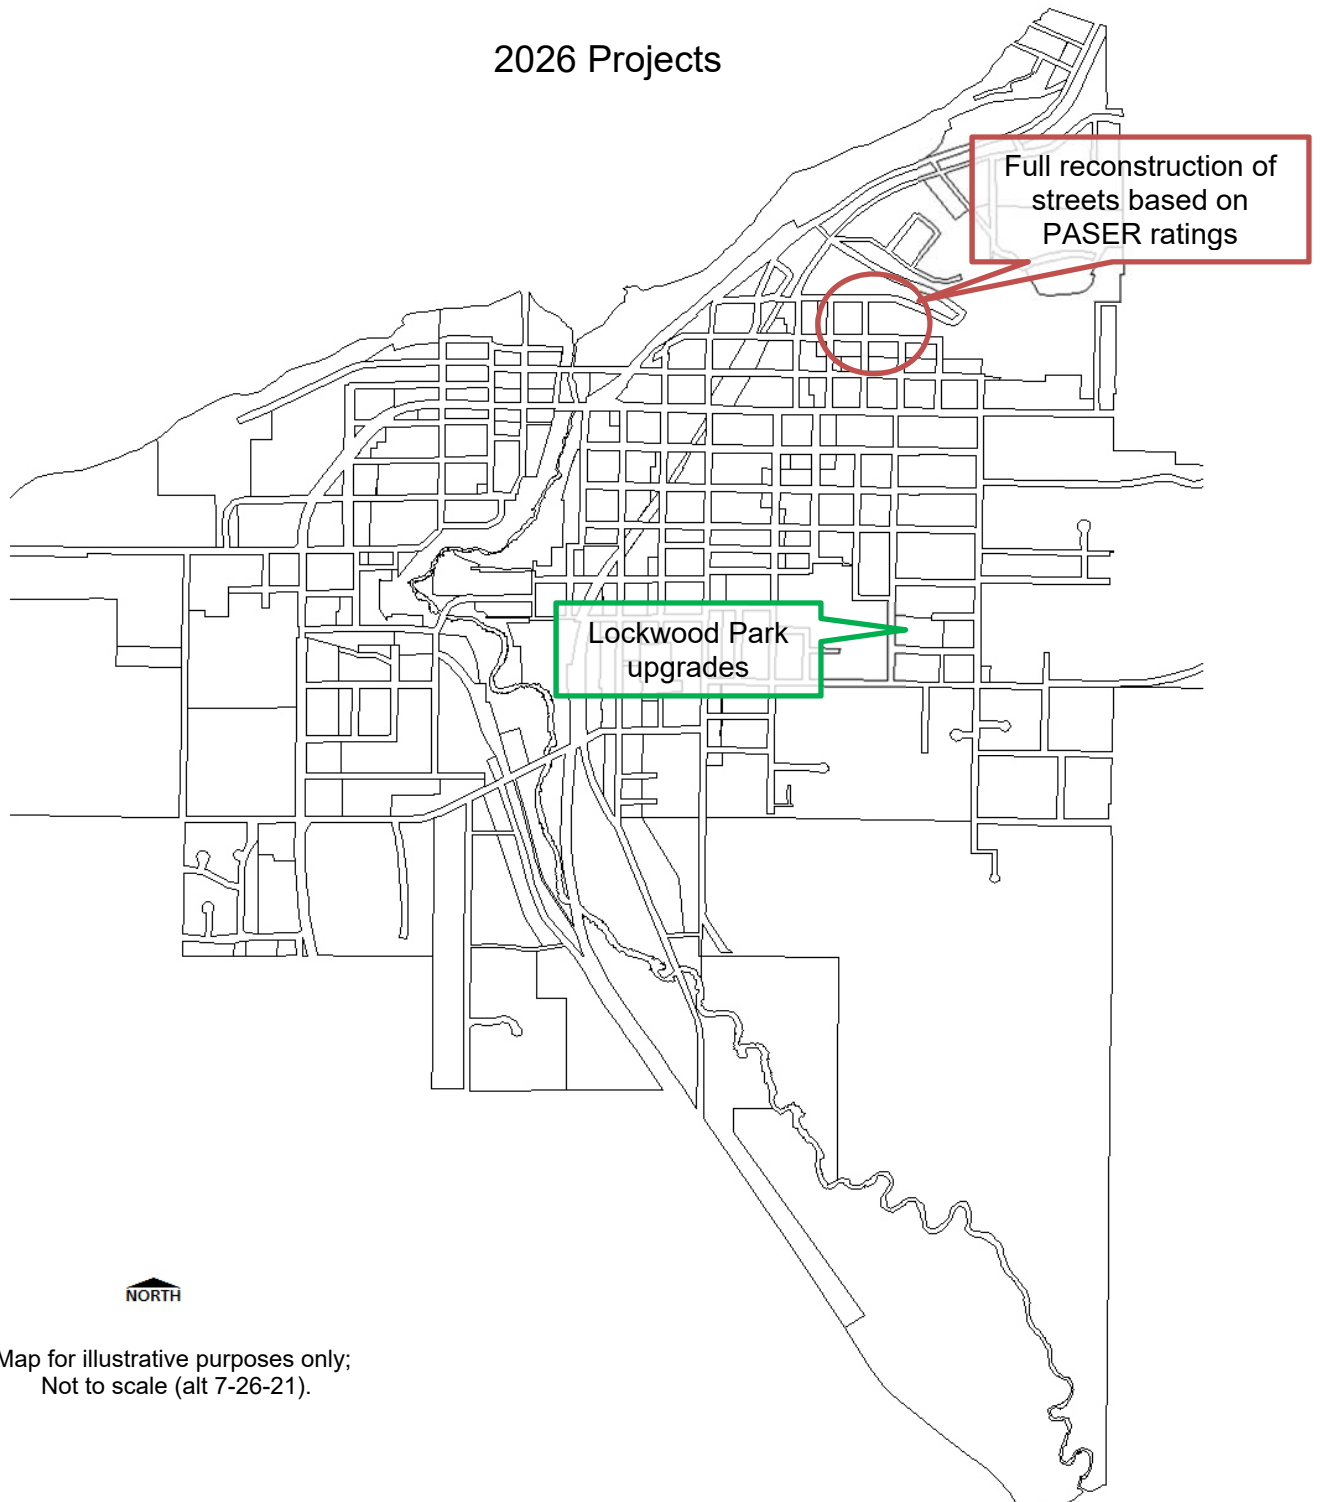 2026 Projects
Full reconstruction of
streets based on
PASER ratings
Lockwood Park
upgrades
NORTH
Map for illustrative purposes only;
Not to scale (alt 7-26-21).